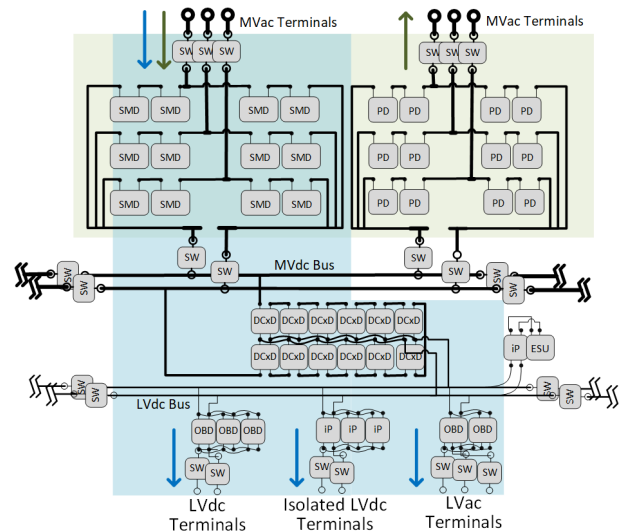 MVac Terminals
MVac Terminals
SW SW SW
SW SW SW
SMD SMD SMD SMD
PD PD PD PD
SMD SMD SMD SMD
PD PD PD PD
SMD SMD SMD SMD
PD PD PD PD
SW
SW
MVdc Bus
SW
SW
SW
SW
SW
SW
SW
SW
DCxD DCxD DCxD DCxD DCxD DCxD
DCxD DCxD DCxD DCxD DCxD DCxD
iP ESU
SW
SW
SW
SW
LVdc Bus
OBD OBD OBD
iP iP iP
OBD OBD
SW SW
SW SW
SW SW SW
LVdc
Terminals
Isolated LVdc
Terminals
LVac
Terminals